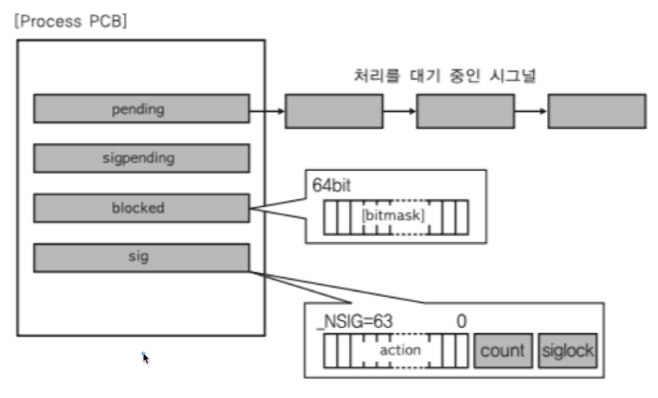 [Process PCB]
처리를 대기 중인 시그널
pending
sigpending
blocked
64bit
[bitmask]
sig
_NSIG=63 0
action count siglock